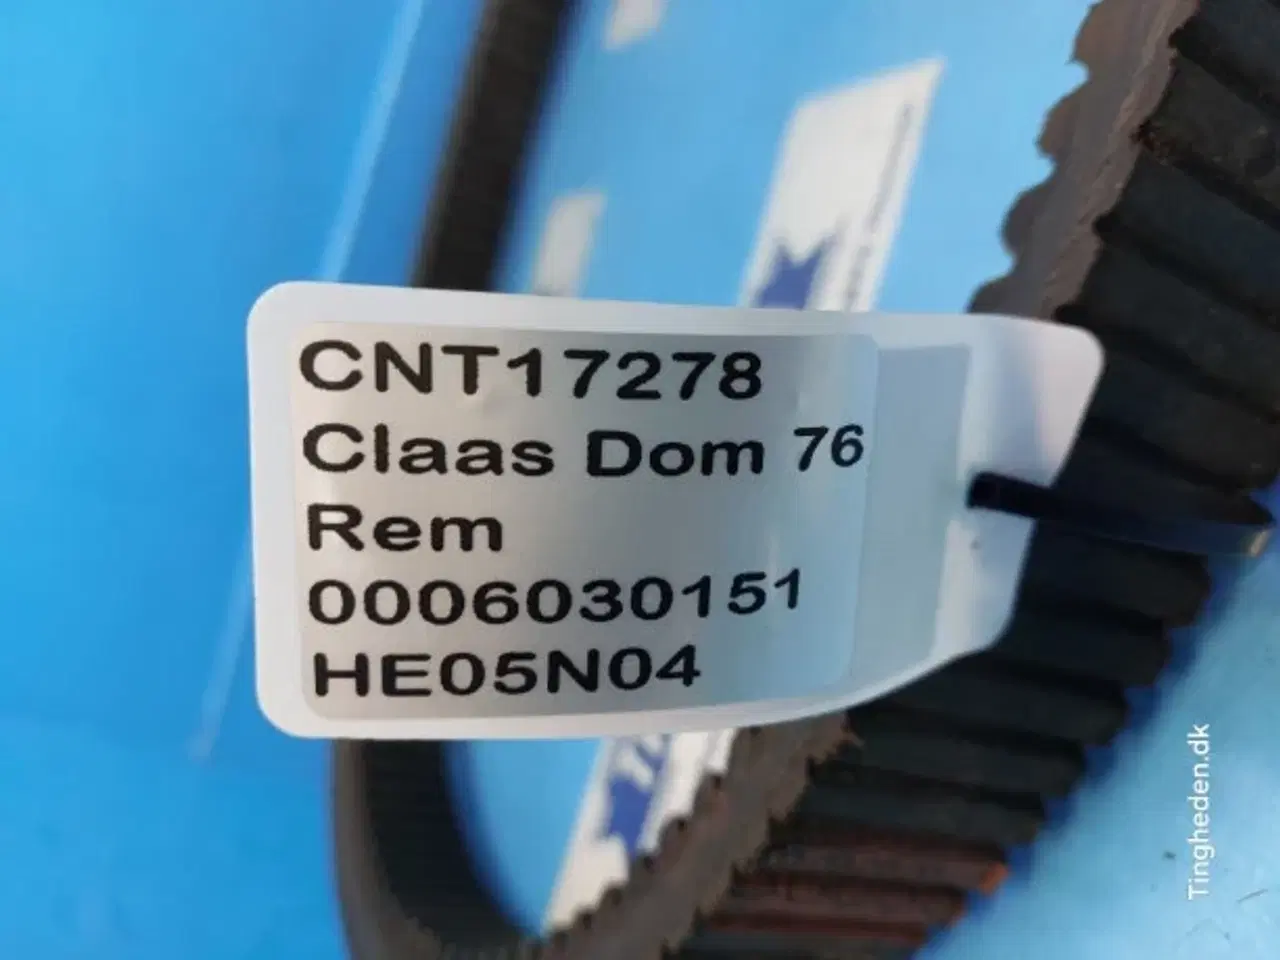 CNT17278
Claas Dom 76
Rem
0006030151
HE05N04
Tingheden.dk